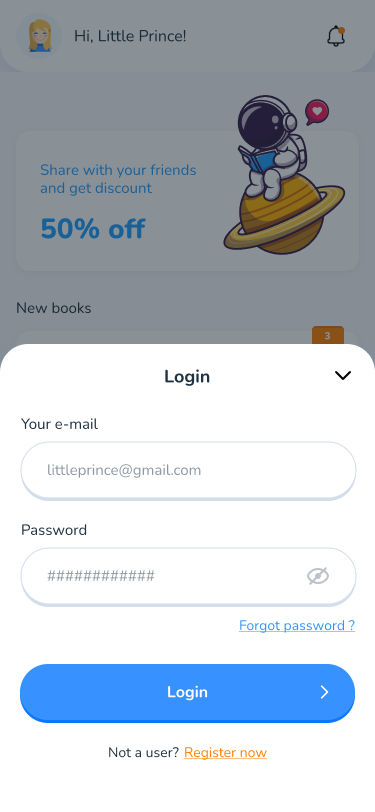 Hi, Little Prince!
Share with your friends
and get discount
50% off
New books
3
Login
Your e-mail
littleprince@gmail.com
Password
############
Forgot password ?
Login
Not a user? Register now